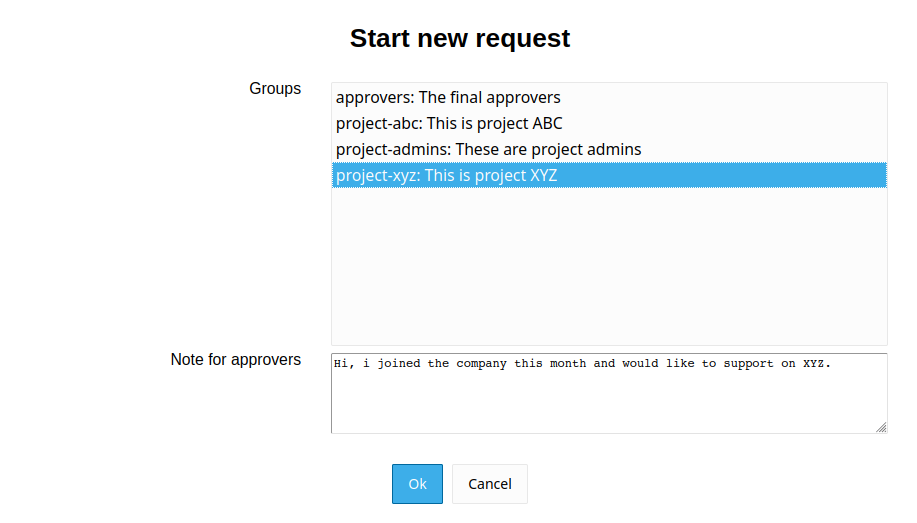 Start new request
Groups
approvers: The final approvers
project-abc: This is project ABC
project-admins: These are project admins
project-xyz: This is project XYZ
Note for approvers
Hi, i joined the company this month and would like to support on XYZ.
Ok
Cancel